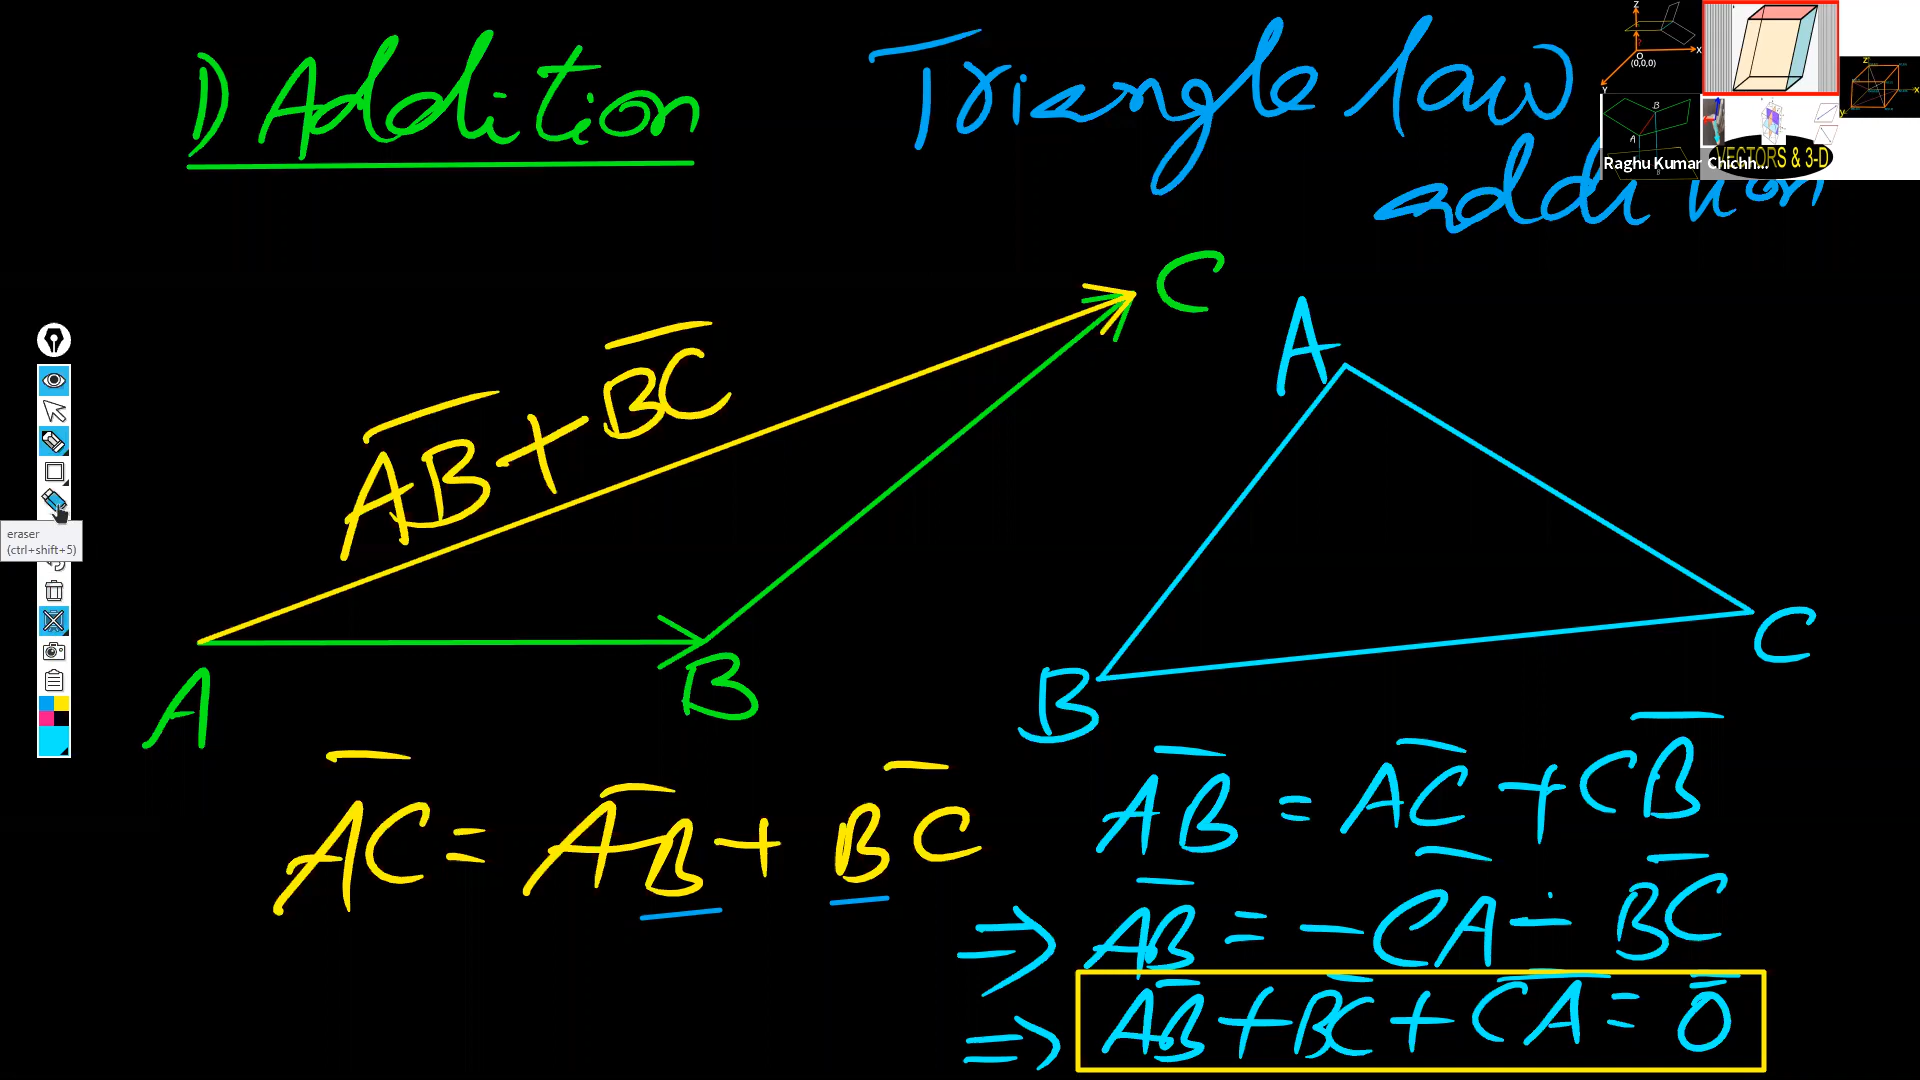 1) Addition
Triangle law
addition
Z
X
O
(0,0,0)
Y
B
A
Raghu Kumar Chichh...
VECTORS & 3-D
C
A
AB + BC
A
B
B
C
eraser
(ctrl+shift+5)
AC = AB + BC
AB = AC + CB
⇒ AB = - CA - BC
⇒ AB + BC + CA = 0